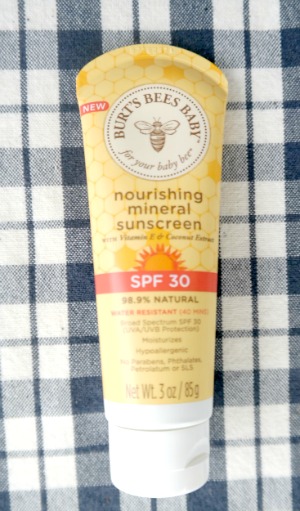 NEW
BURT'S BEES BABY
for your baby bee
nourishing
mineral
sunscreen
WITH Vitamin E & Coconut Extract
SPF 30
98.9% NATURAL
WATER RESISTANT (40 MINS)
Broad Spectrum SPF 30
(UVA/UVB Protection)
Moisturizes
Hypoallergenic
No Parabens, Phthalates,
Petrolatum or SLS
Net Wt. 3 oz / 85 g